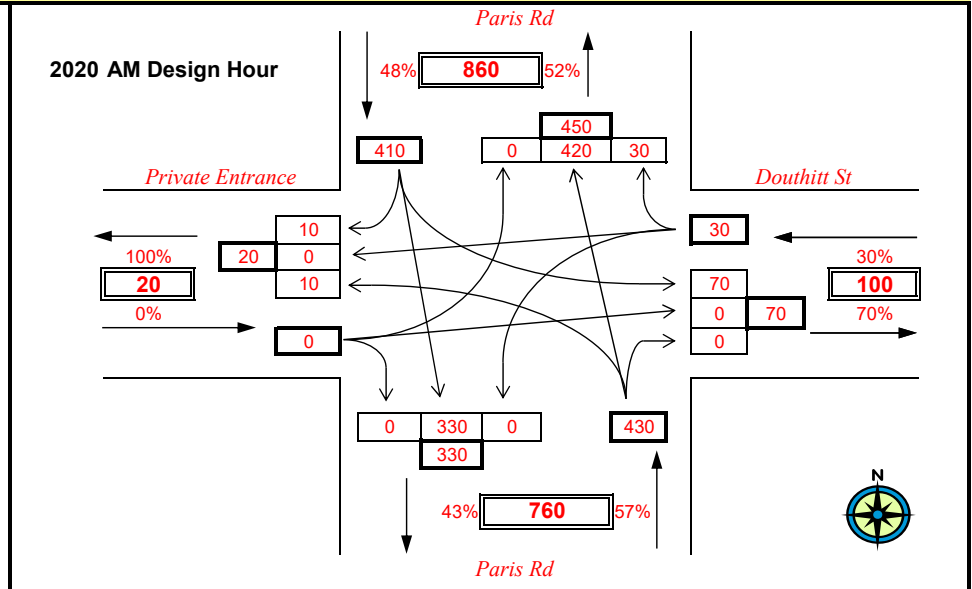 Paris Rd
2020 AM Design Hour
48% 860 52%
450
410 0 420 30
Private Entrance Douthitt St
10 30
100% 20 0 30%
20 10 70 100
0% 0 70 70%
0 0
0 330 0 430
330
43% 760 57%
N
Paris Rd